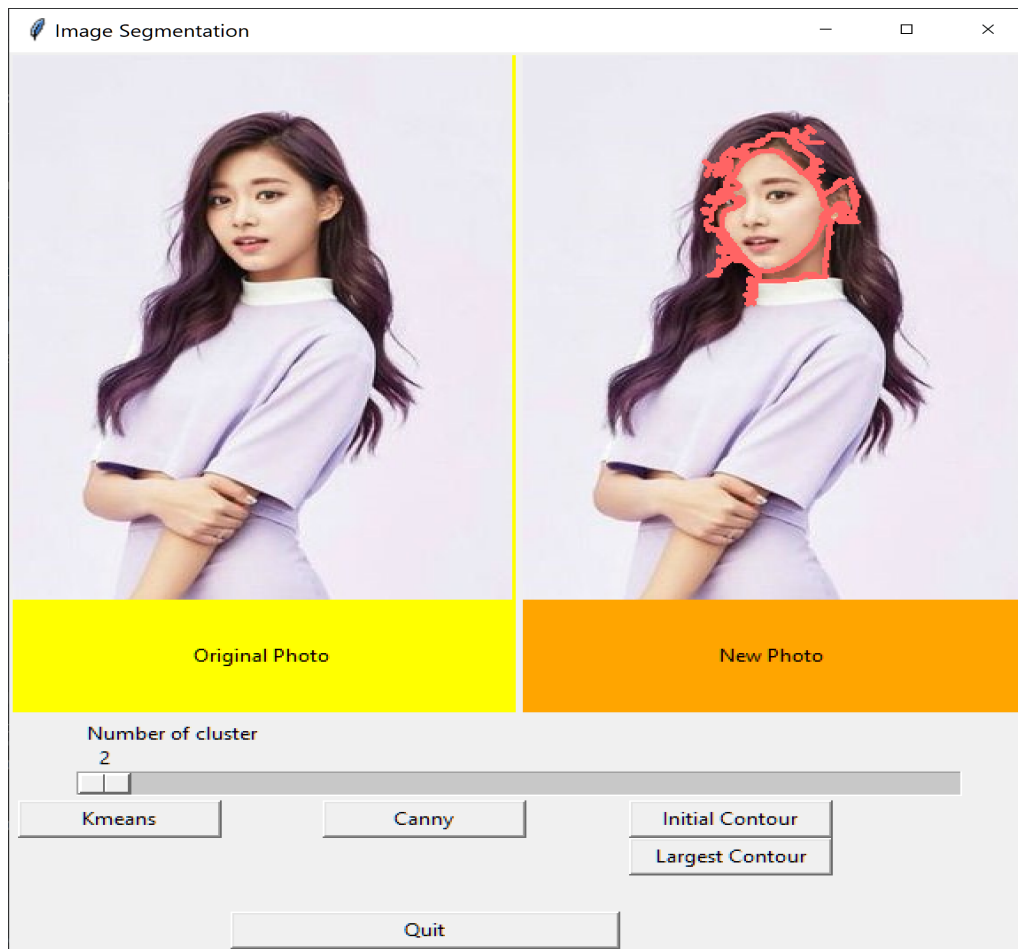 Image Segmentation
Original Photo
New Photo
Number of cluster
2
Kmeans
Canny
Initial Contour
Largest Contour
Quit